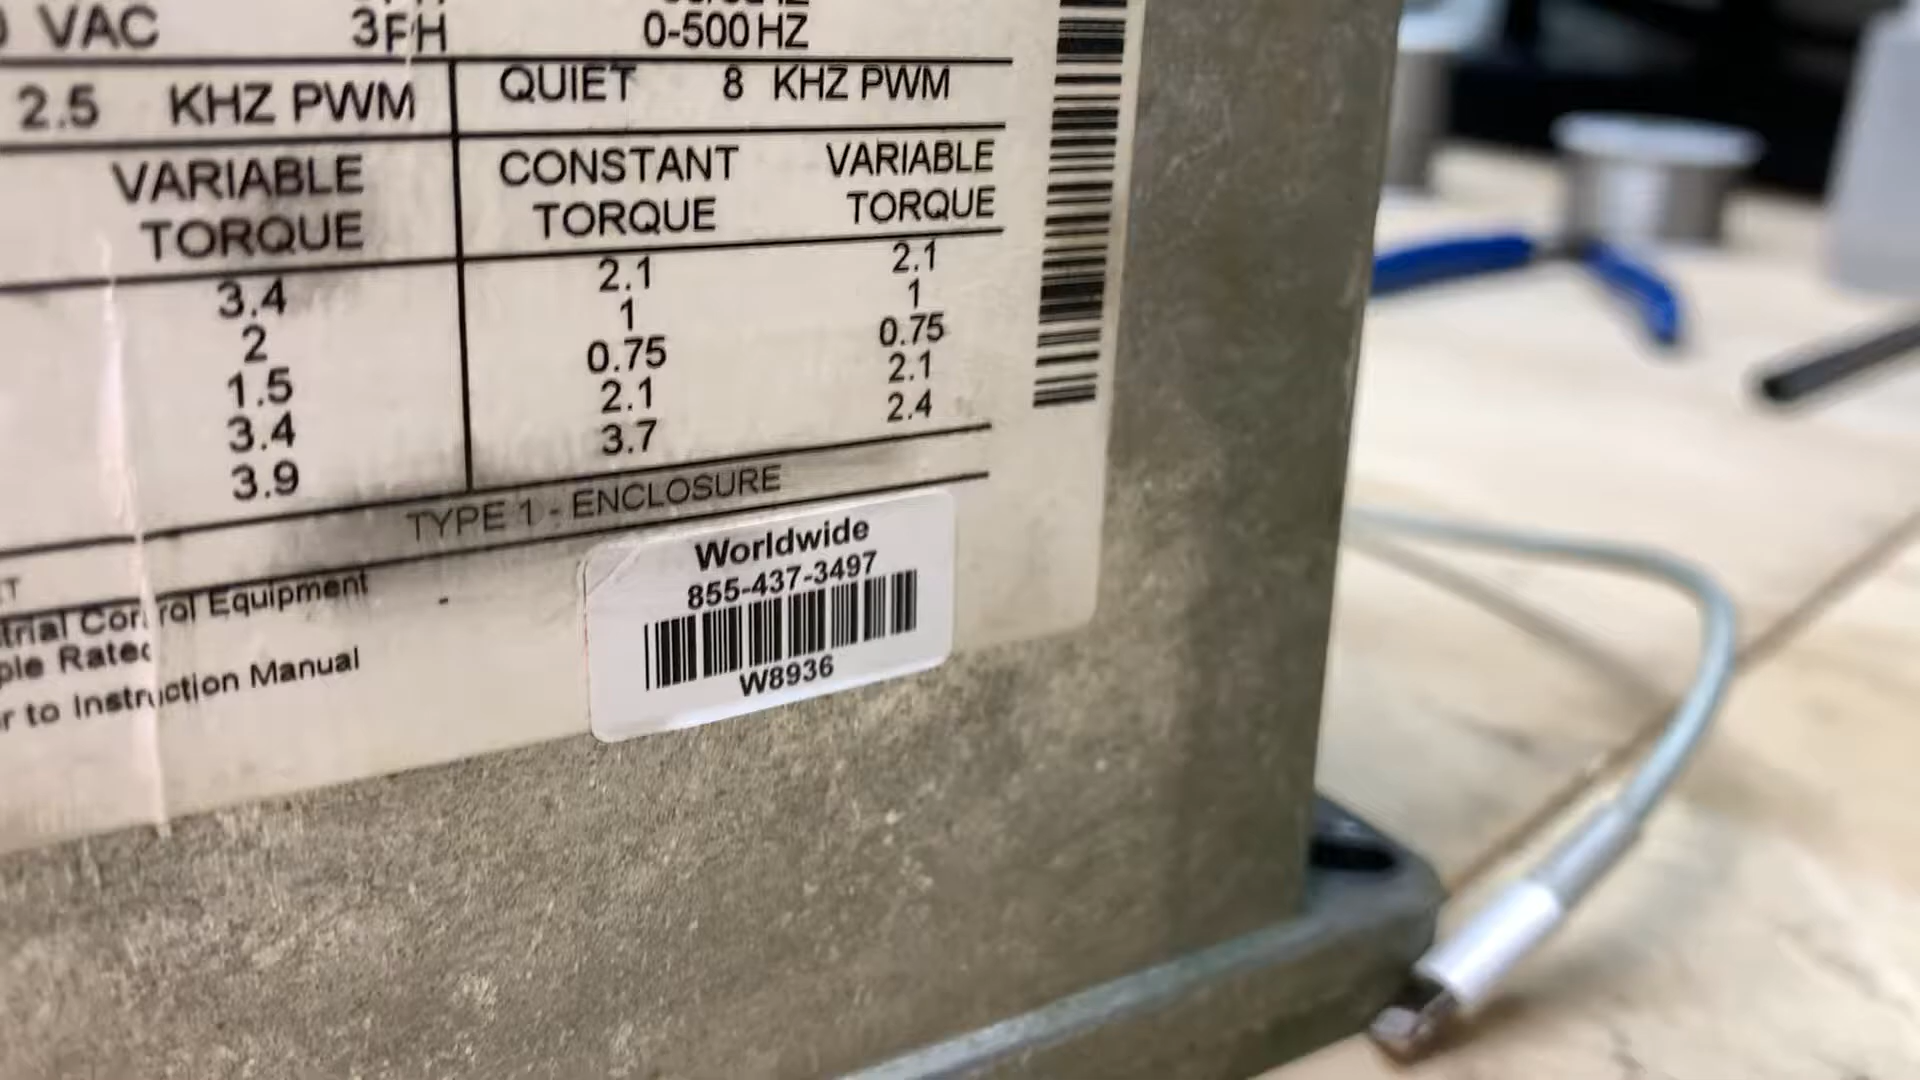 VAC 3PH 0-500 HZ
2.5 KHZ PWM QUIET 8 KHZ PWM
VARIABLE TORQUE CONSTANT TORQUE VARIABLE TORQUE
3.4 2.1 2.1
2 1 1
1.5 0.75 0.75
3.4 2.1 2.1
3.9 3.7 2.4
TYPE 1 - ENCLOSURE
Control Equipment
Rated
to Instruction Manual
Worldwide
855-437-3497
W8936